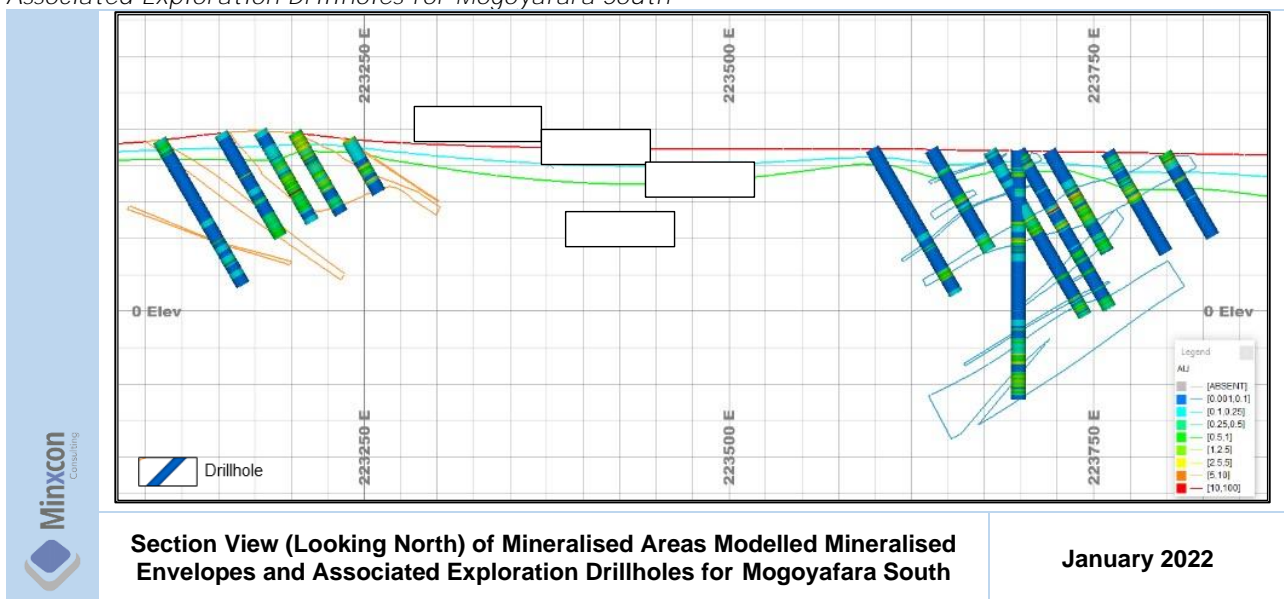 Associated Exploration Drillholes for Mogoyafara South
223250 E
223500 E
223750 E
0 Elev
0 Elev
223250 E
223500 E
223750 E
Legend
AU
[ABSENT]
[0.001,0.1]
[0.1,0.25]
[0.25,0.5]
[0.5,1]
[1,2.5]
[2.5,5]
[5,10]
[10,100]
Drillhole
Minxcon
Consulting
Section View (Looking North) of Mineralised Areas Modelled Mineralised
Envelopes and Associated Exploration Drillholes for Mogoyafara South
January 2022